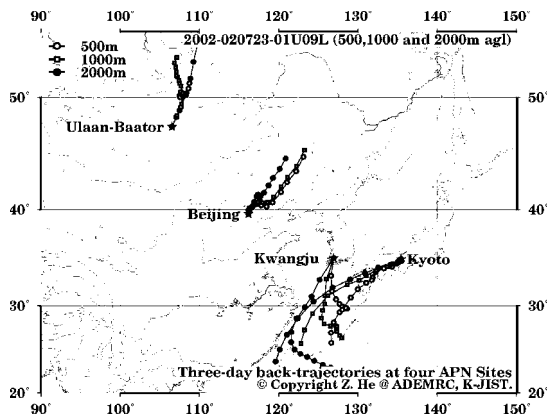 90° 100° 110° 120° 130° 140° 150°
2002-020723-01U09L (500,1000 and 2000m agl)
500m
1000m
2000m
50° 50°
Ulaan-Baator
Beijing
40° 40°
Kwangju Kyoto
30° 30°
Three-day back-trajectories at four APN Sites
© Copyright Z. He @ ADEMRC, K-JIST.
20° 20°
90° 100° 110° 120° 130° 140° 150°